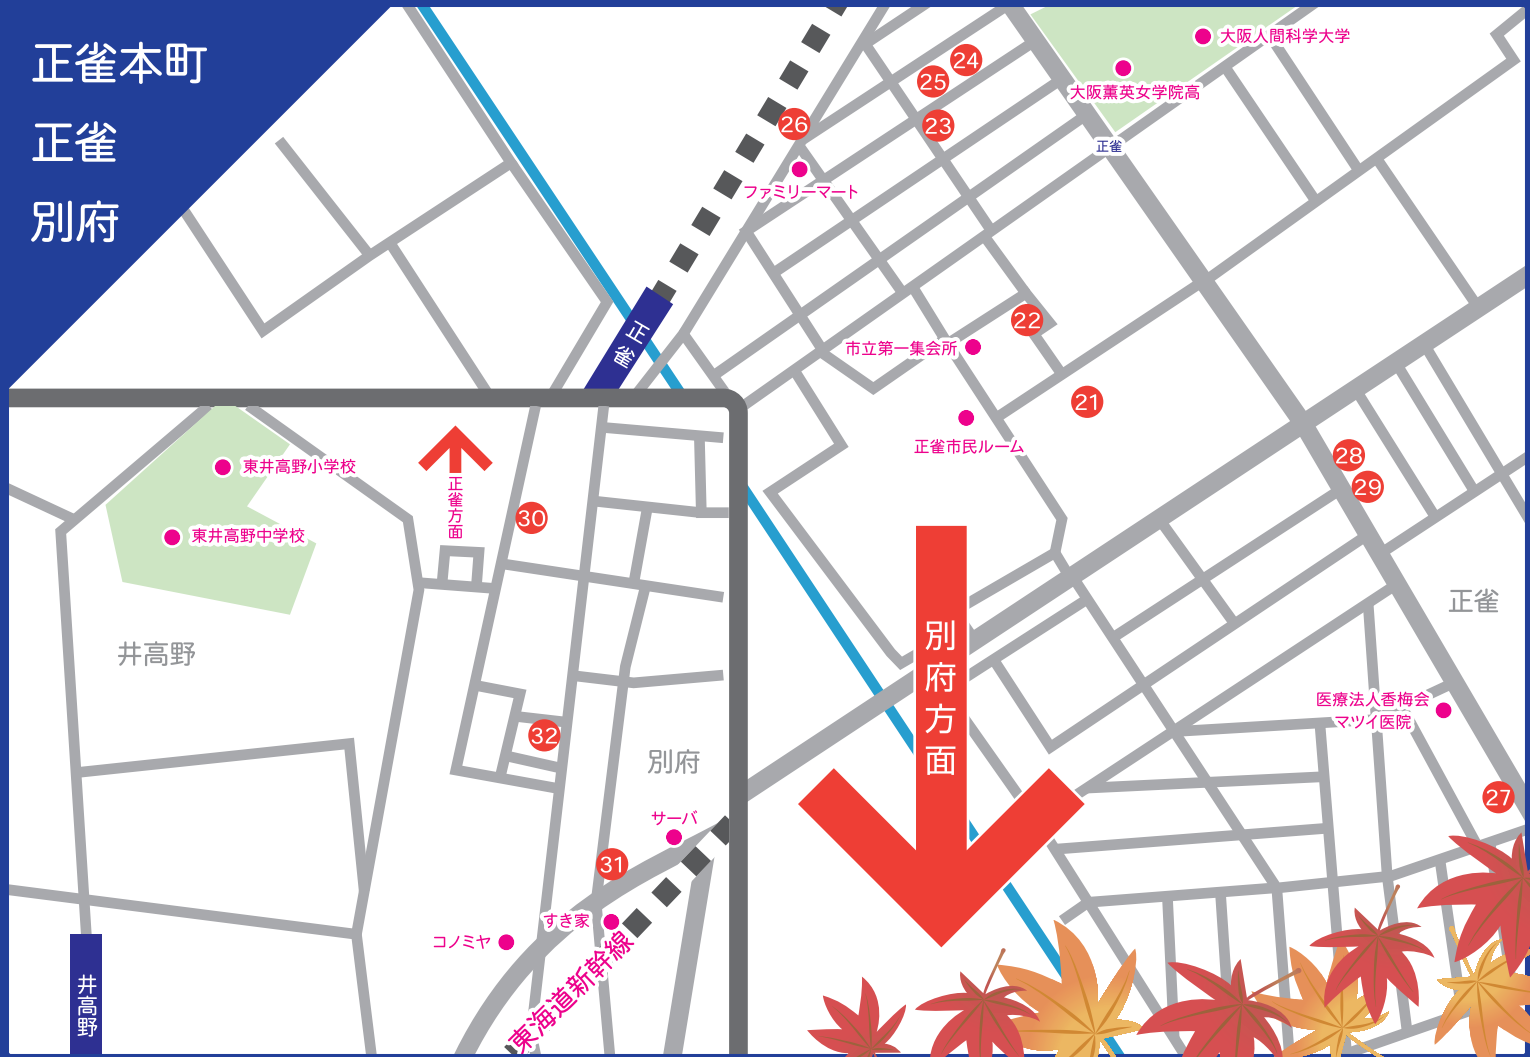 正雀本町
正雀
別府
大阪人間科学大学
大阪薫英女学院高
正雀
24
25
23
26
ファミリーマート
正雀
22
市立第一集会所
21
正雀市民ルーム
28
29
別府方面
正雀
医療法人香梅会
マツイ医院
27
東井高野小学校
東井高野中学校
正雀方面
30
井高野
32
別府
サーバ
31
すき家
コノミヤ
東海道新幹線
井高野